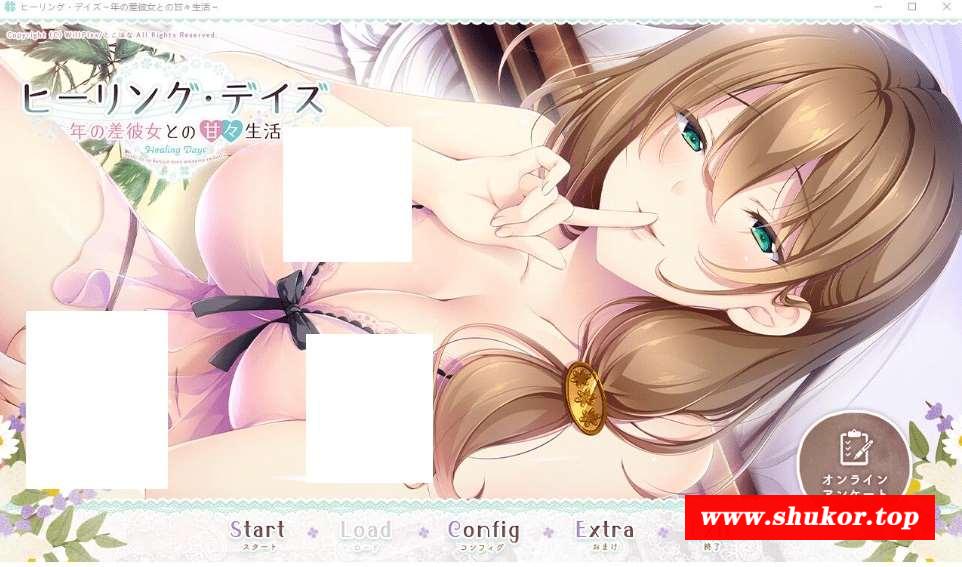 ヒーリング・デイズ－年の差彼女との甘々生活－
Copyright (C) WillPlus/とこはな All Rights Reserved.
ヒーリング・デイズ
年の差彼女との甘々生活
Healing Days
オンライン
アンケート
Start
スタート
Load
ロード
Config
コンフィグ
Extra
おまけ
終了
www.shukor.top